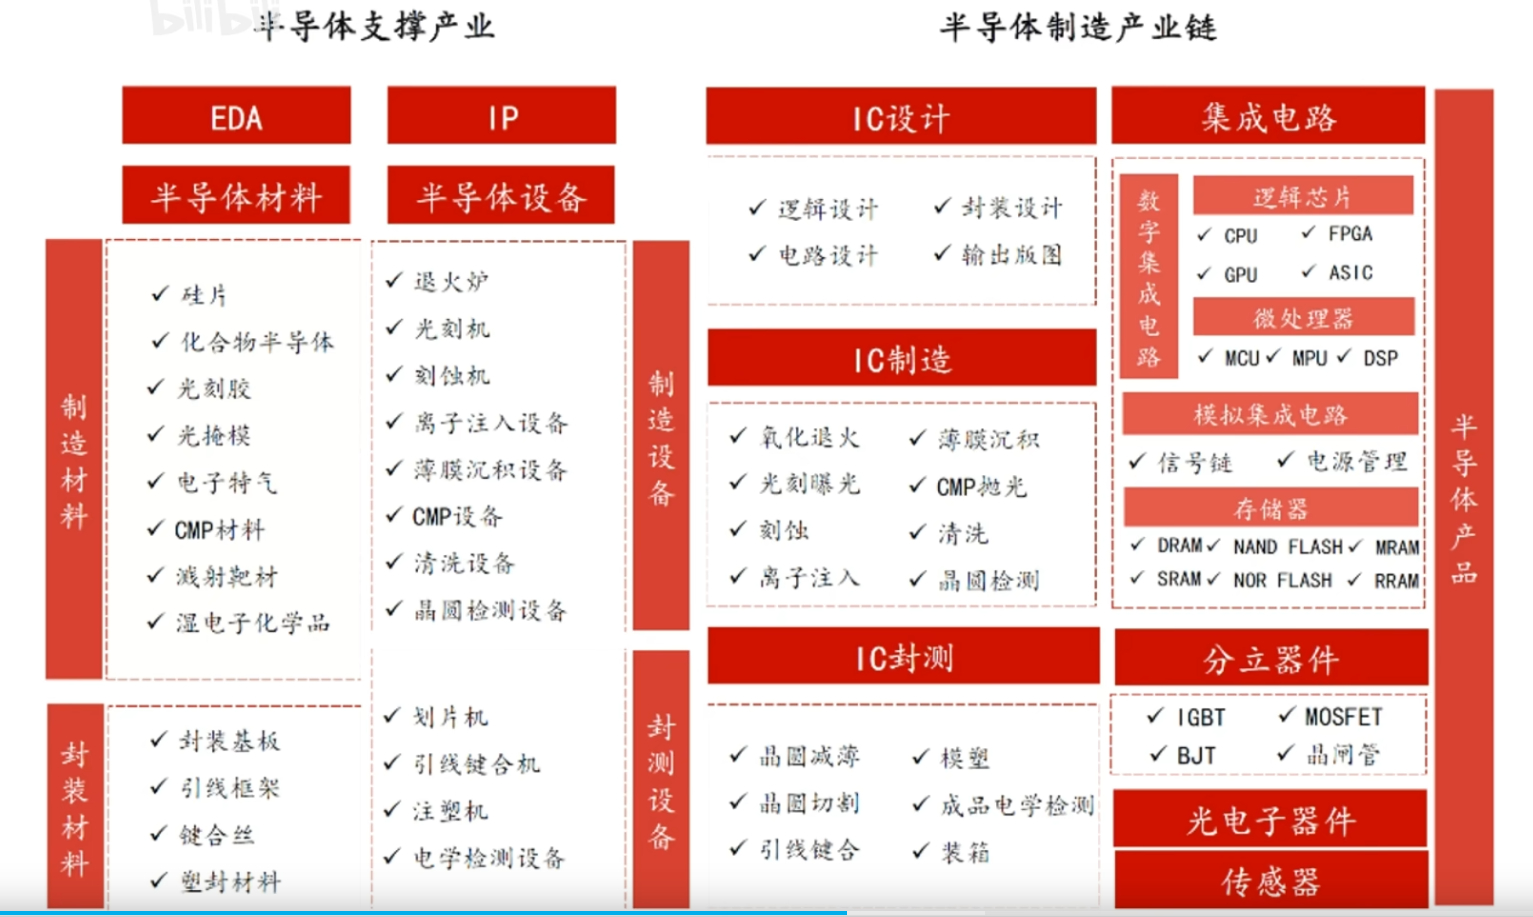 bilibili
半导体支撑产业
半导体制造产业链
EDA
IP
半导体材料
半导体设备
制造材料
✓ 硅片
✓ 化合物半导体
✓ 光刻胶
✓ 光掩模
✓ 电子特气
✓ CMP材料
✓ 溅射靶材
✓ 湿电子化学品
封装材料
✓ 封装基板
✓ 引线框架
✓ 键合丝
✓ 塑封材料
✓ 退火炉
✓ 光刻机
✓ 刻蚀机
✓ 离子注入设备
✓ 薄膜沉积设备
✓ CMP设备
✓ 清洗设备
✓ 晶圆检测设备
制造设备
✓ 划片机
✓ 引线键合机
✓ 注塑机
✓ 电学检测设备
封测设备
IC设计
✓ 逻辑设计 ✓ 封装设计
✓ 电路设计 ✓ 输出版图
IC制造
✓ 氧化退火 ✓ 薄膜沉积
✓ 光刻曝光 ✓ CMP抛光
✓ 刻蚀 ✓ 清洗
✓ 离子注入 ✓ 晶圆检测
IC封测
✓ 晶圆减薄 ✓ 模塑
✓ 晶圆切割 ✓ 成品电学检测
✓ 引线键合 ✓ 装箱
集成电路
数字集成电路
逻辑芯片
✓ CPU ✓ FPGA
✓ GPU ✓ ASIC
微处理器
✓ MCU ✓ MPU ✓ DSP
模拟集成电路
✓ 信号链 ✓ 电源管理
存储器
✓ DRAM ✓ NAND FLASH ✓ MRAM
✓ SRAM ✓ NOR FLASH ✓ RRAM
分立器件
✓ IGBT ✓ MOSFET
✓ BJT ✓ 晶闸管
光电子器件
传感器
半导体产品